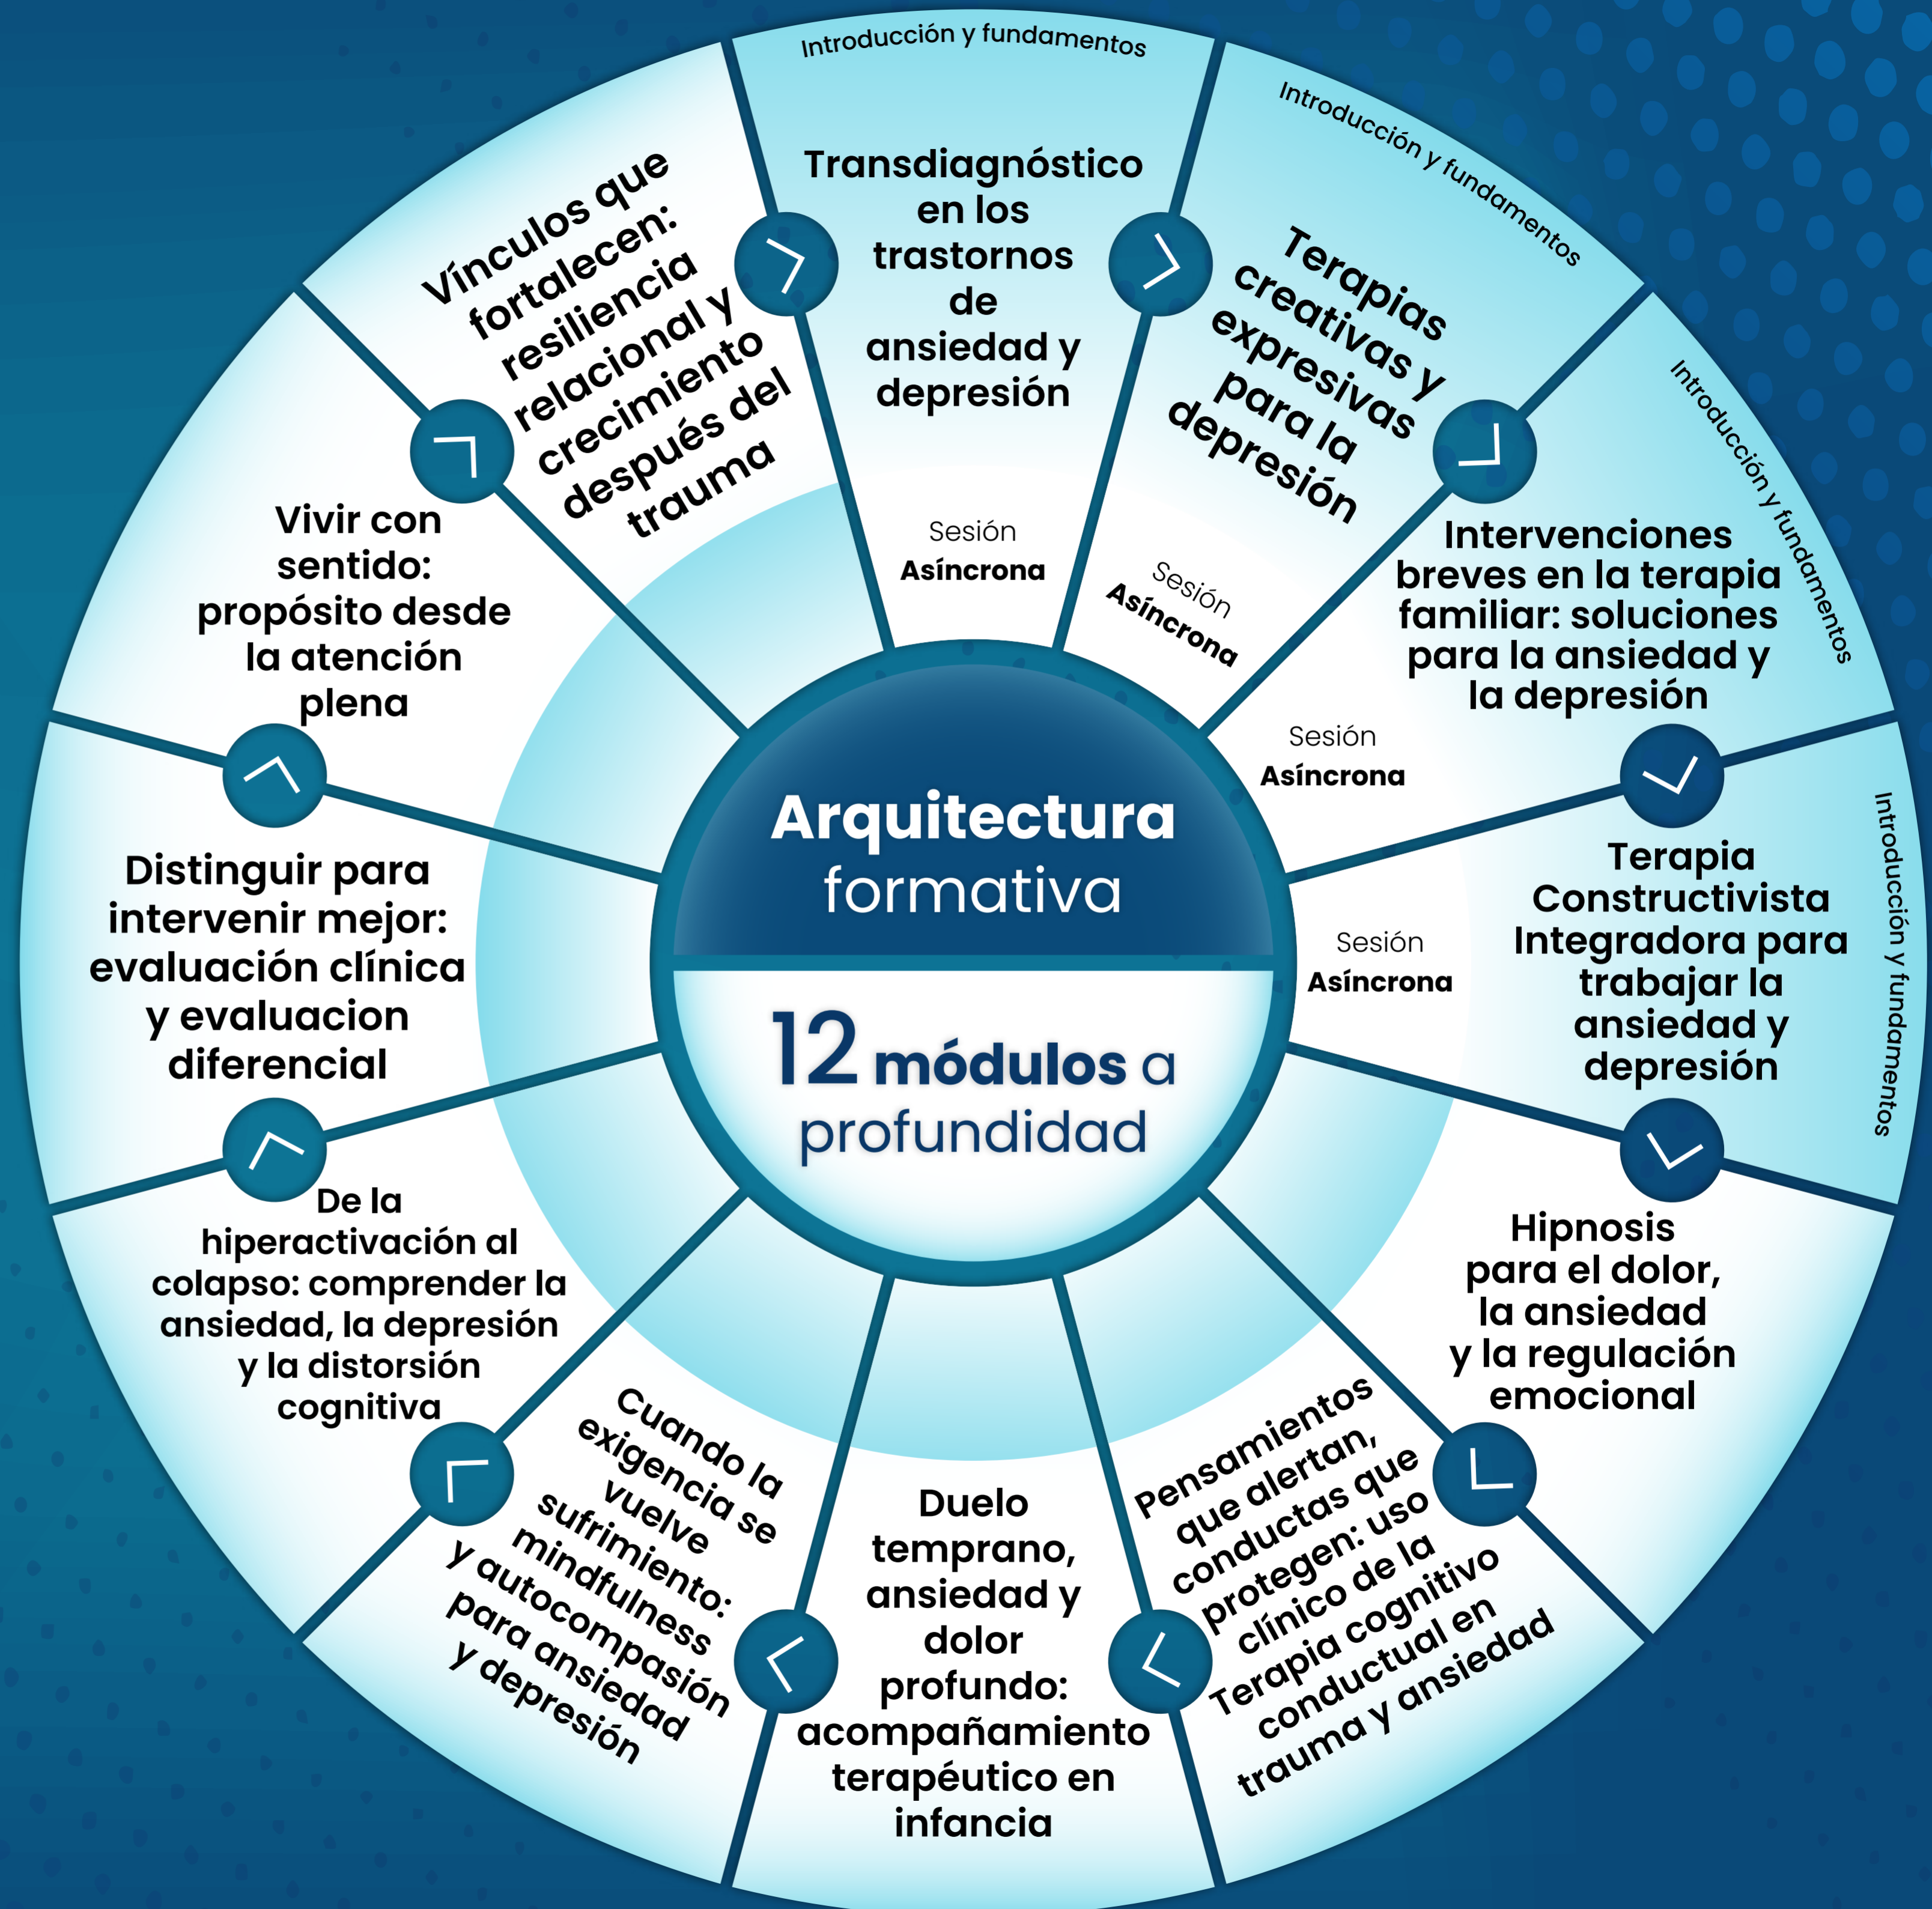 Introducción y fundamentos
Transdiagnóstico
en los
trastornos
de
ansiedad y
depresión
Sesión
Asíncrona
Introducción y fundamentos
Terapias
creativas y
expresivas
para la
depresión
Sesión
Asíncrona
Introducción y fundamentos
Intervenciones
breves en la terapia
familiar: soluciones
para la ansiedad y
la depresión
Sesión
Asíncrona
Introducción y fundamentos
Terapia
Constructivista
Integradora para
trabajar la
ansiedad y
depresión
Sesión
Asíncrona
Hipnosis
para el dolor,
la ansiedad
y la regulación
emocional
Pensamientos
que alertan,
conductas que
protegen: uso
clínico de la
Terapia cognitivo
conductual en
trauma y ansiedad
Duelo
temprano,
ansiedad y
dolor
profundo:
acompañamiento
terapéutico en
infancia
Cuando la
exigencia se
vuelve
sufrimiento:
mindfulness
y autocompasión
para ansiedad
y depresión
De la
hiperactivación al
colapso: comprender la
ansiedad, la depresión
y la distorsión
cognitiva
Distinguir para
intervenir mejor:
evaluación clínica
y evaluacion
diferencial
Vivir con
sentido:
propósito desde
la atención
plena
Vínculos que
fortalecen:
resiliencia
relacional y
crecimiento
después del
trauma
Arquitectura
formativa
12 módulos a
profundidad